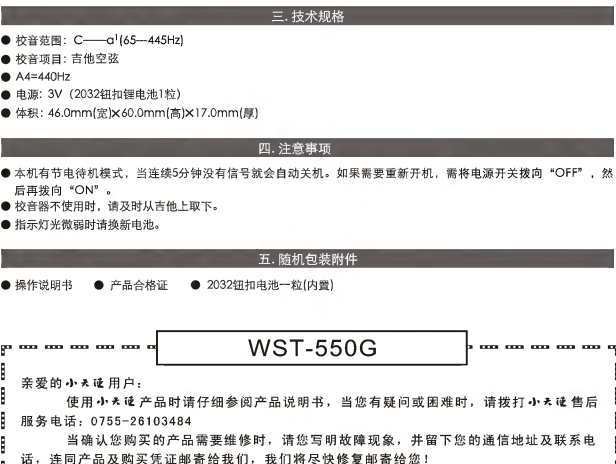 三. 技术规格
● 校音范围: C——a¹(65—445Hz)
● 校音项目: 吉他空弦
● A4=440Hz
● 电源: 3V (2032钮扣锂电池1粒)
● 体积: 46.0mm(宽)×60.0mm(高)×17.0mm(厚)
四. 注意事项
● 本机有节电待机模式，当连续5分钟没有信号就会自动关机。如果需要重新开机，需将电源开关拨向“OFF”，然
后再拨向“ON”。
● 校音器不使用时，请及时从吉他上取下。
● 指示灯光微弱时请换新电池。
五. 随机包装附件
● 操作说明书 ● 产品合格证 ● 2032钮扣电池一粒(内置)
WST-550G
亲爱的小天使用户：
使用小天使产品时请仔细参阅产品说明书，当您有疑问或困难时，请拨打小天使售后
服务电话：0755-26103484
当确认您购买的产品需要维修时，请您写明故障现象，并留下您的通信地址及联系电
话，连同产品及购买凭证邮寄给我们，我们将尽快修复邮寄给您！